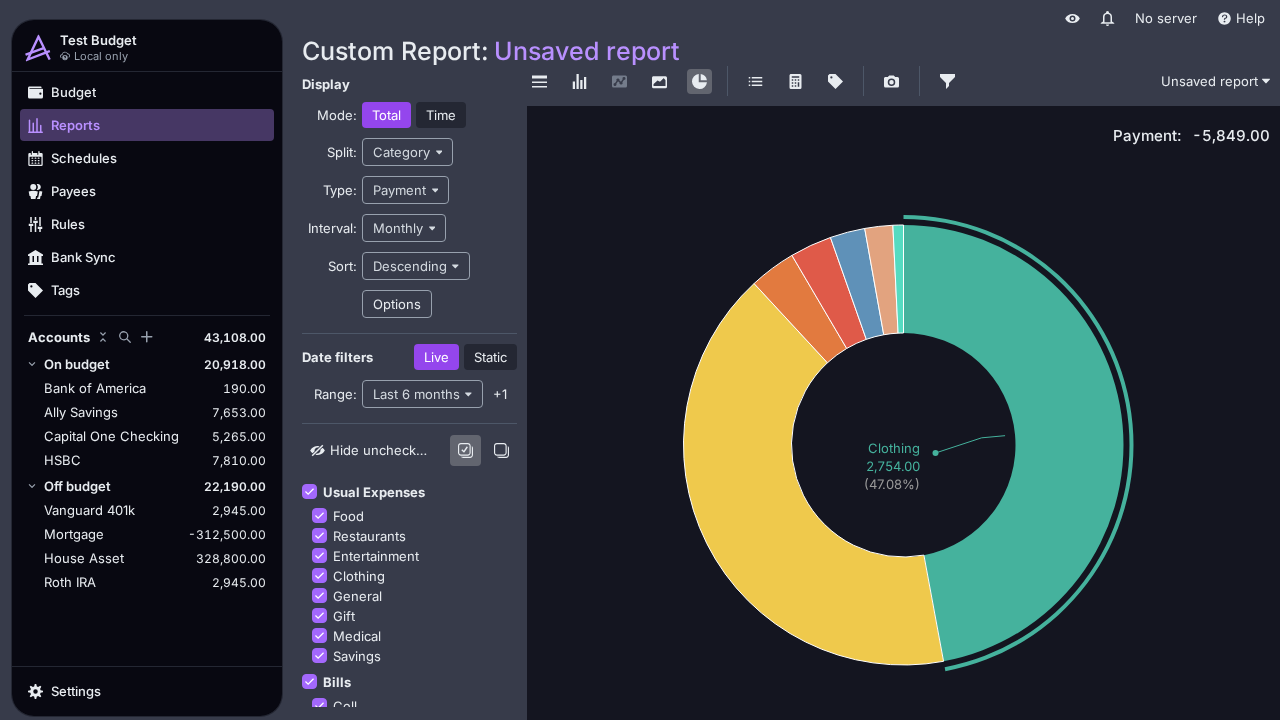 No server
Help
Test Budget
Local only
Budget
Reports
Schedules
Payees
Rules
Bank Sync
Tags
Accounts 43,108.00
On budget 20,918.00
Bank of America 190.00
Ally Savings 7,653.00
Capital One Checking 5,265.00
HSBC 7,810.00
Off budget 22,190.00
Vanguard 401k 2,945.00
Mortgage -312,500.00
House Asset 328,800.00
Roth IRA 2,945.00
Settings
Custom Report: Unsaved report
Unsaved report
Display
Mode: Total Time
Split: Category
Type: Payment
Interval: Monthly
Sort: Descending
Options
Date filters Live Static
Range: Last 6 months +1
Hide uncheck...
Usual Expenses
Food
Restaurants
Entertainment
Clothing
General
Gift
Medical
Savings
Bills
Cell
Payment: -5,849.00
Clothing
2,754.00
(47.08%)